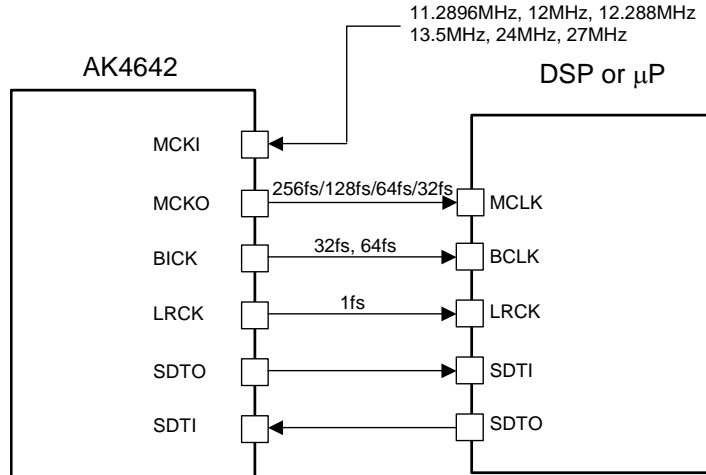 11.2896MHz, 12MHz, 12.288MHz
13.5MHz, 24MHz, 27MHz
AK4642
DSP or μP
MCKI
MCKO
256fs/128fs/64fs/32fs
MCLK
BICK
32fs, 64fs
BCLK
LRCK
1fs
LRCK
SDTO
SDTI
SDTI
SDTO